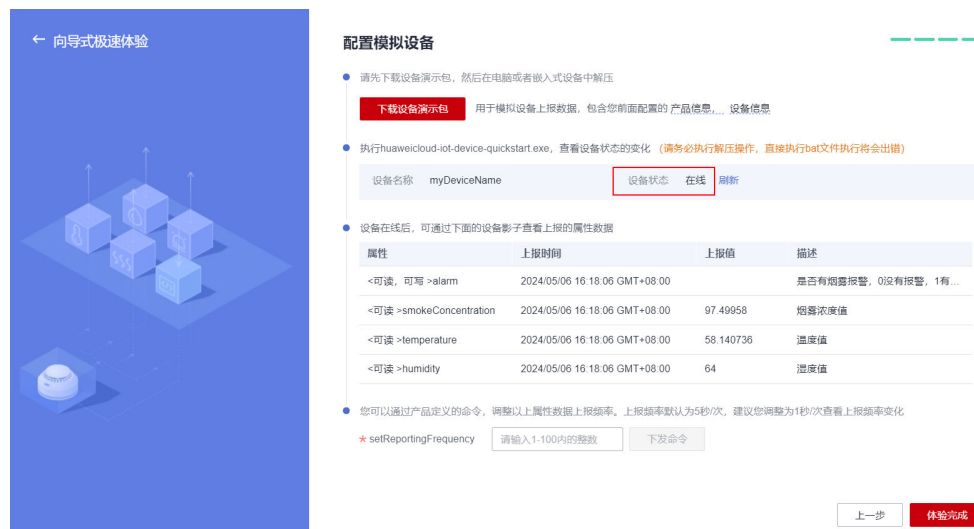 ← 向导式极速体验
配置模拟设备
请先下载设备演示包，然后在电脑或者嵌入式设备中解压
下载设备演示包 用于模拟设备上报数据，包含您前面配置的 产品信息， 设备信息
执行huaweicloud-iot-device-quickstart.exe，查看设备状态的变化 （请务必执行解压操作，直接执行bat文件执行将会出错）
设备名称 myDeviceName 设备状态 在线 刷新
设备在线后，可通过下面的设备影子查看上报的属性数据
属性 上报时间 上报值 描述
<可读，可写 >alarm 2024/05/06 16:18:06 GMT+08:00 是否有烟雾报警，0没有报警，1有...
<可读 >smokeConcentration 2024/05/06 16:18:06 GMT+08:00 97.49958 烟雾浓度值
<可读 >temperature 2024/05/06 16:18:06 GMT+08:00 58.140736 温度值
<可读 >humidity 2024/05/06 16:18:06 GMT+08:00 64 湿度值
您可以通过产品定义的命令，调整以上属性数据上报频率。上报频率默认为5秒/次，建议您调整为1秒/次查看上报频率变化
* setReportingFrequency 请输入1-100内的整数 下发命令
上一步 体验完成